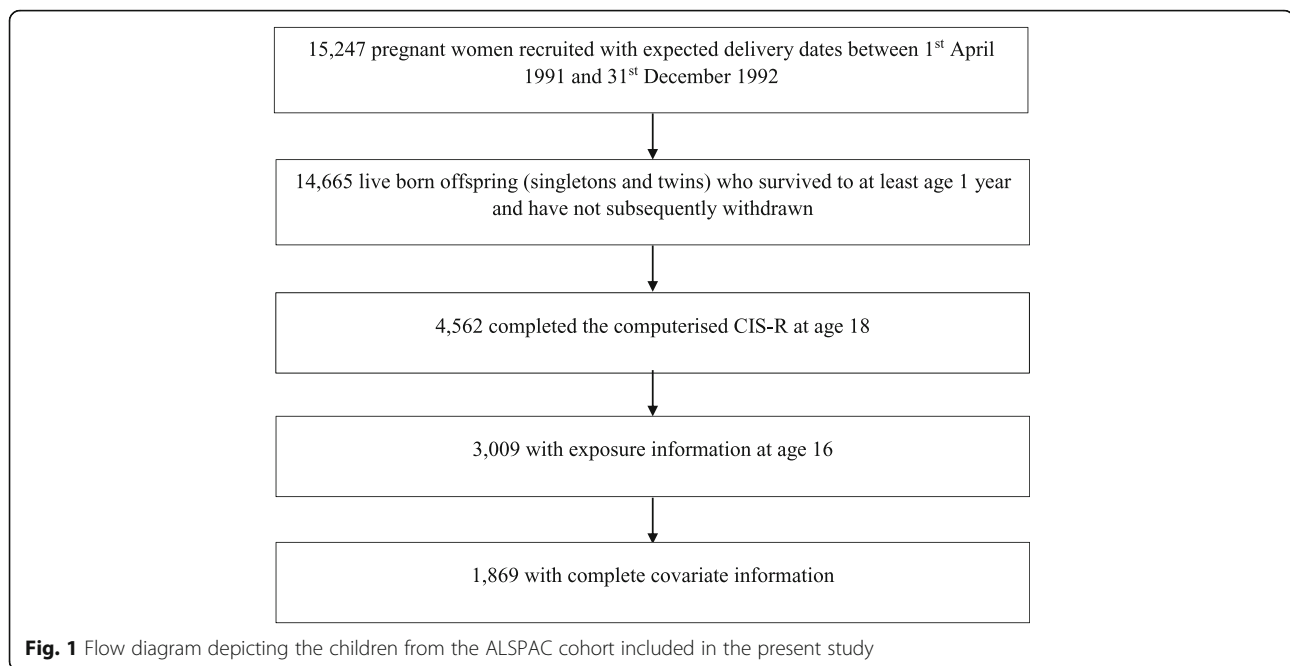 15,247 pregnant women recruited with expected delivery dates between 1st April
1991 and 31st December 1992
14,665 live born offspring (singletons and twins) who survived to at least age 1 year
and have not subsequently withdrawn
4,562 completed the computerised CIS-R at age 18
3,009 with exposure information at age 16
1,869 with complete covariate information
Fig. 1 Flow diagram depicting the children from the ALSPAC cohort included in the present study